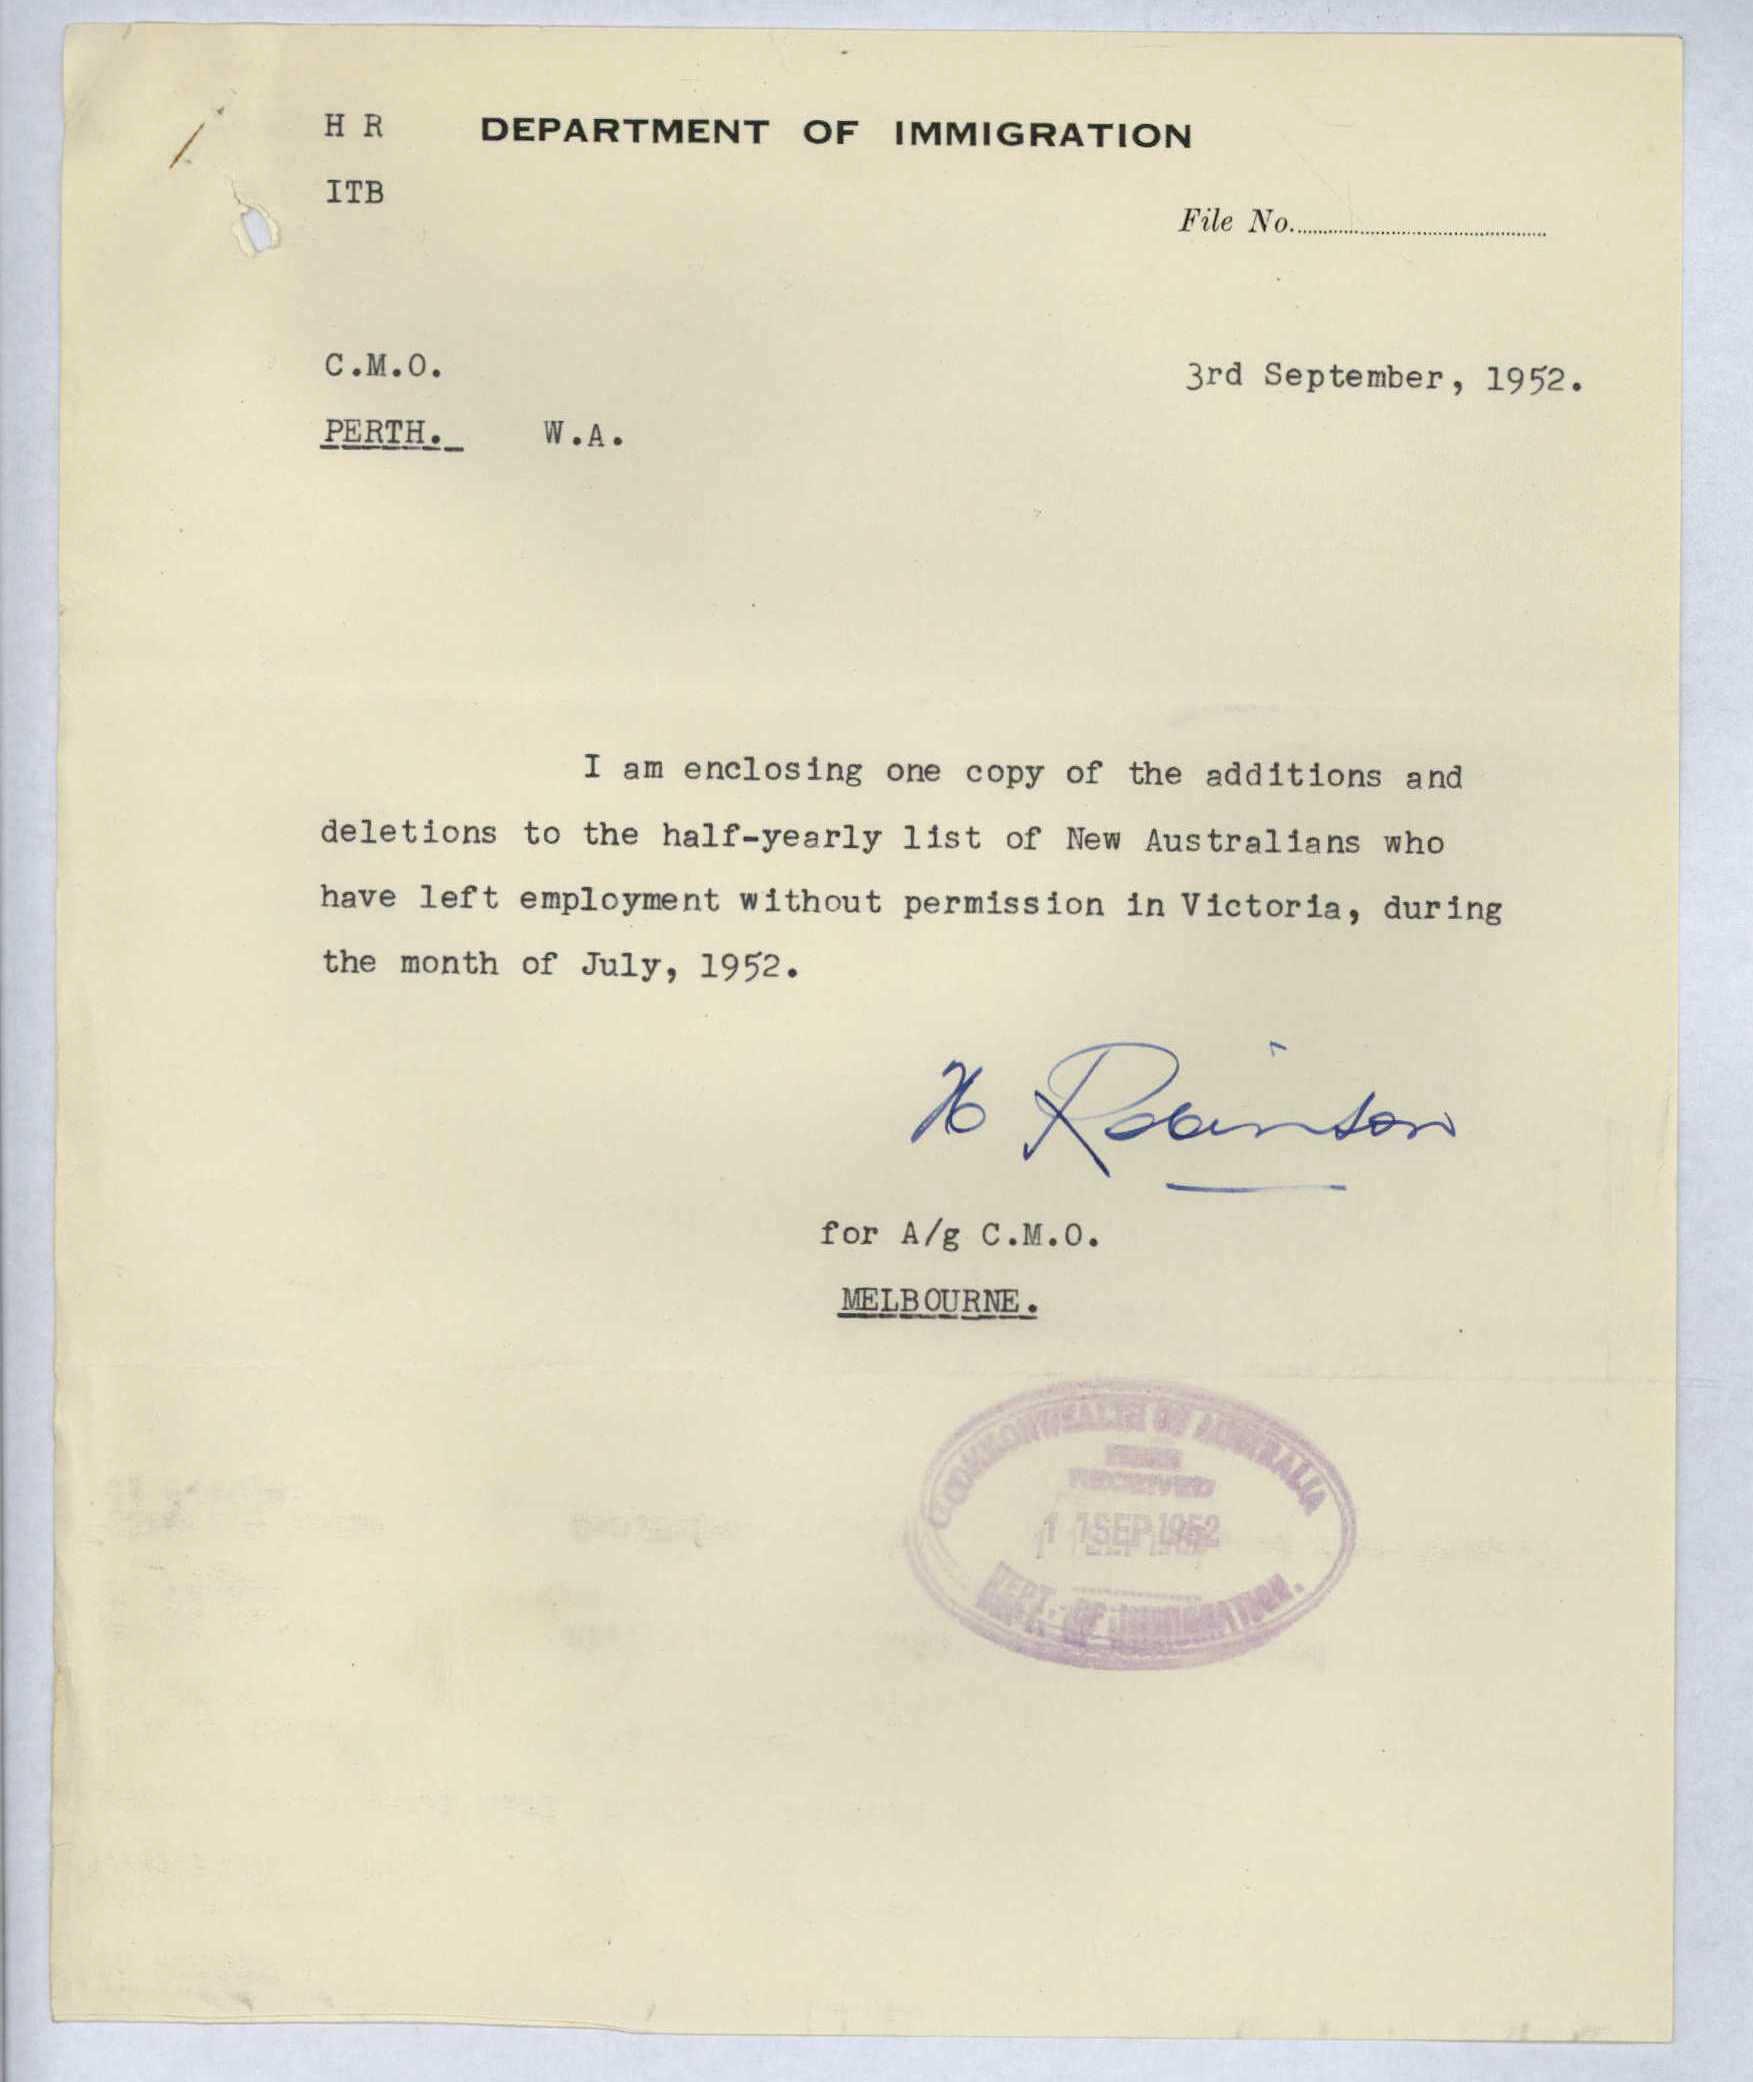 H R DEPARTMENT OF IMMIGRATION
ITB
File No.
C.M.O.
3rd September, 1952.
PERTH. W.A.
I am enclosing one copy of the additions and
deletions to the half-yearly list of New Australians who
have left employment without permission in Victoria, during
the month of July, 1952.
H Robinson
for A/g C.M.O.
MELBOURNE.
COMMONWEALTH OF AUSTRALIA
RECEIVED
SEP 1952
DEPT. OF IMMIGRATION.